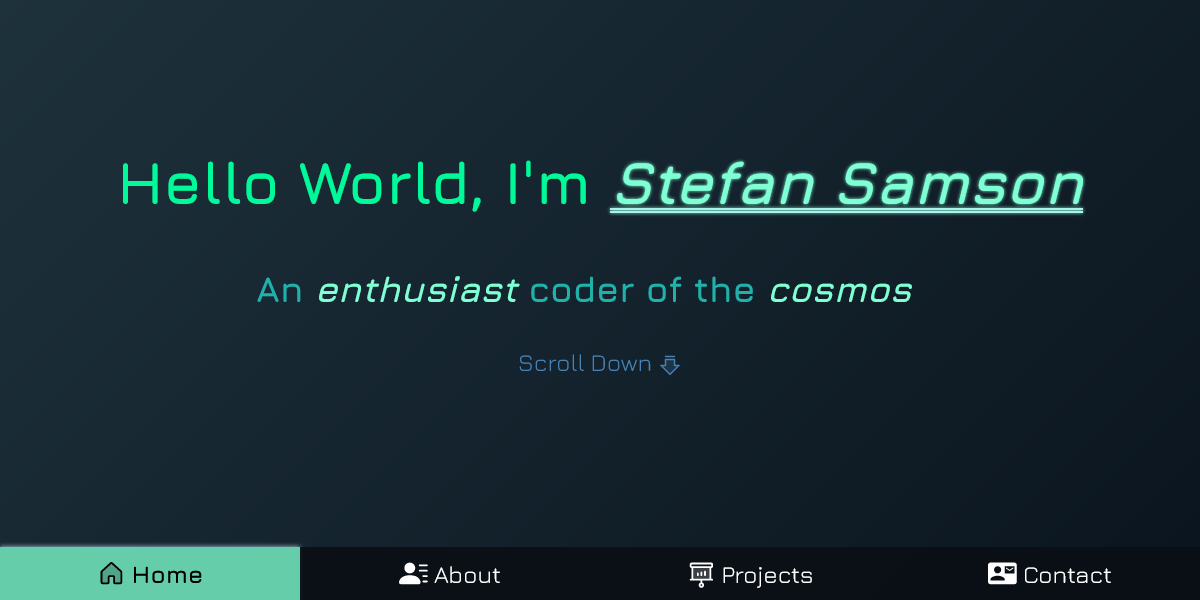 Hello World, I'm Stefan Samson
An enthusiast coder of the cosmos
Scroll Down
Home About Projects Contact